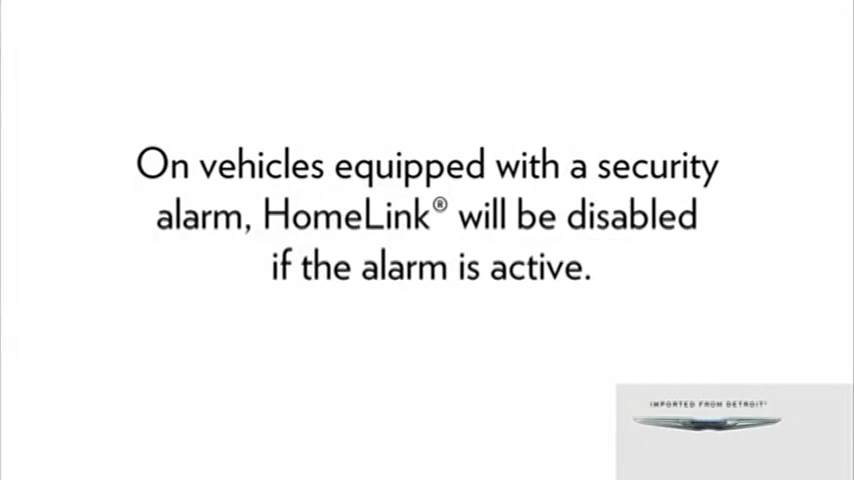 On vehicles equipped with a security
alarm, HomeLink® will be disabled
if the alarm is active.
IMPORTED FROM DETROIT